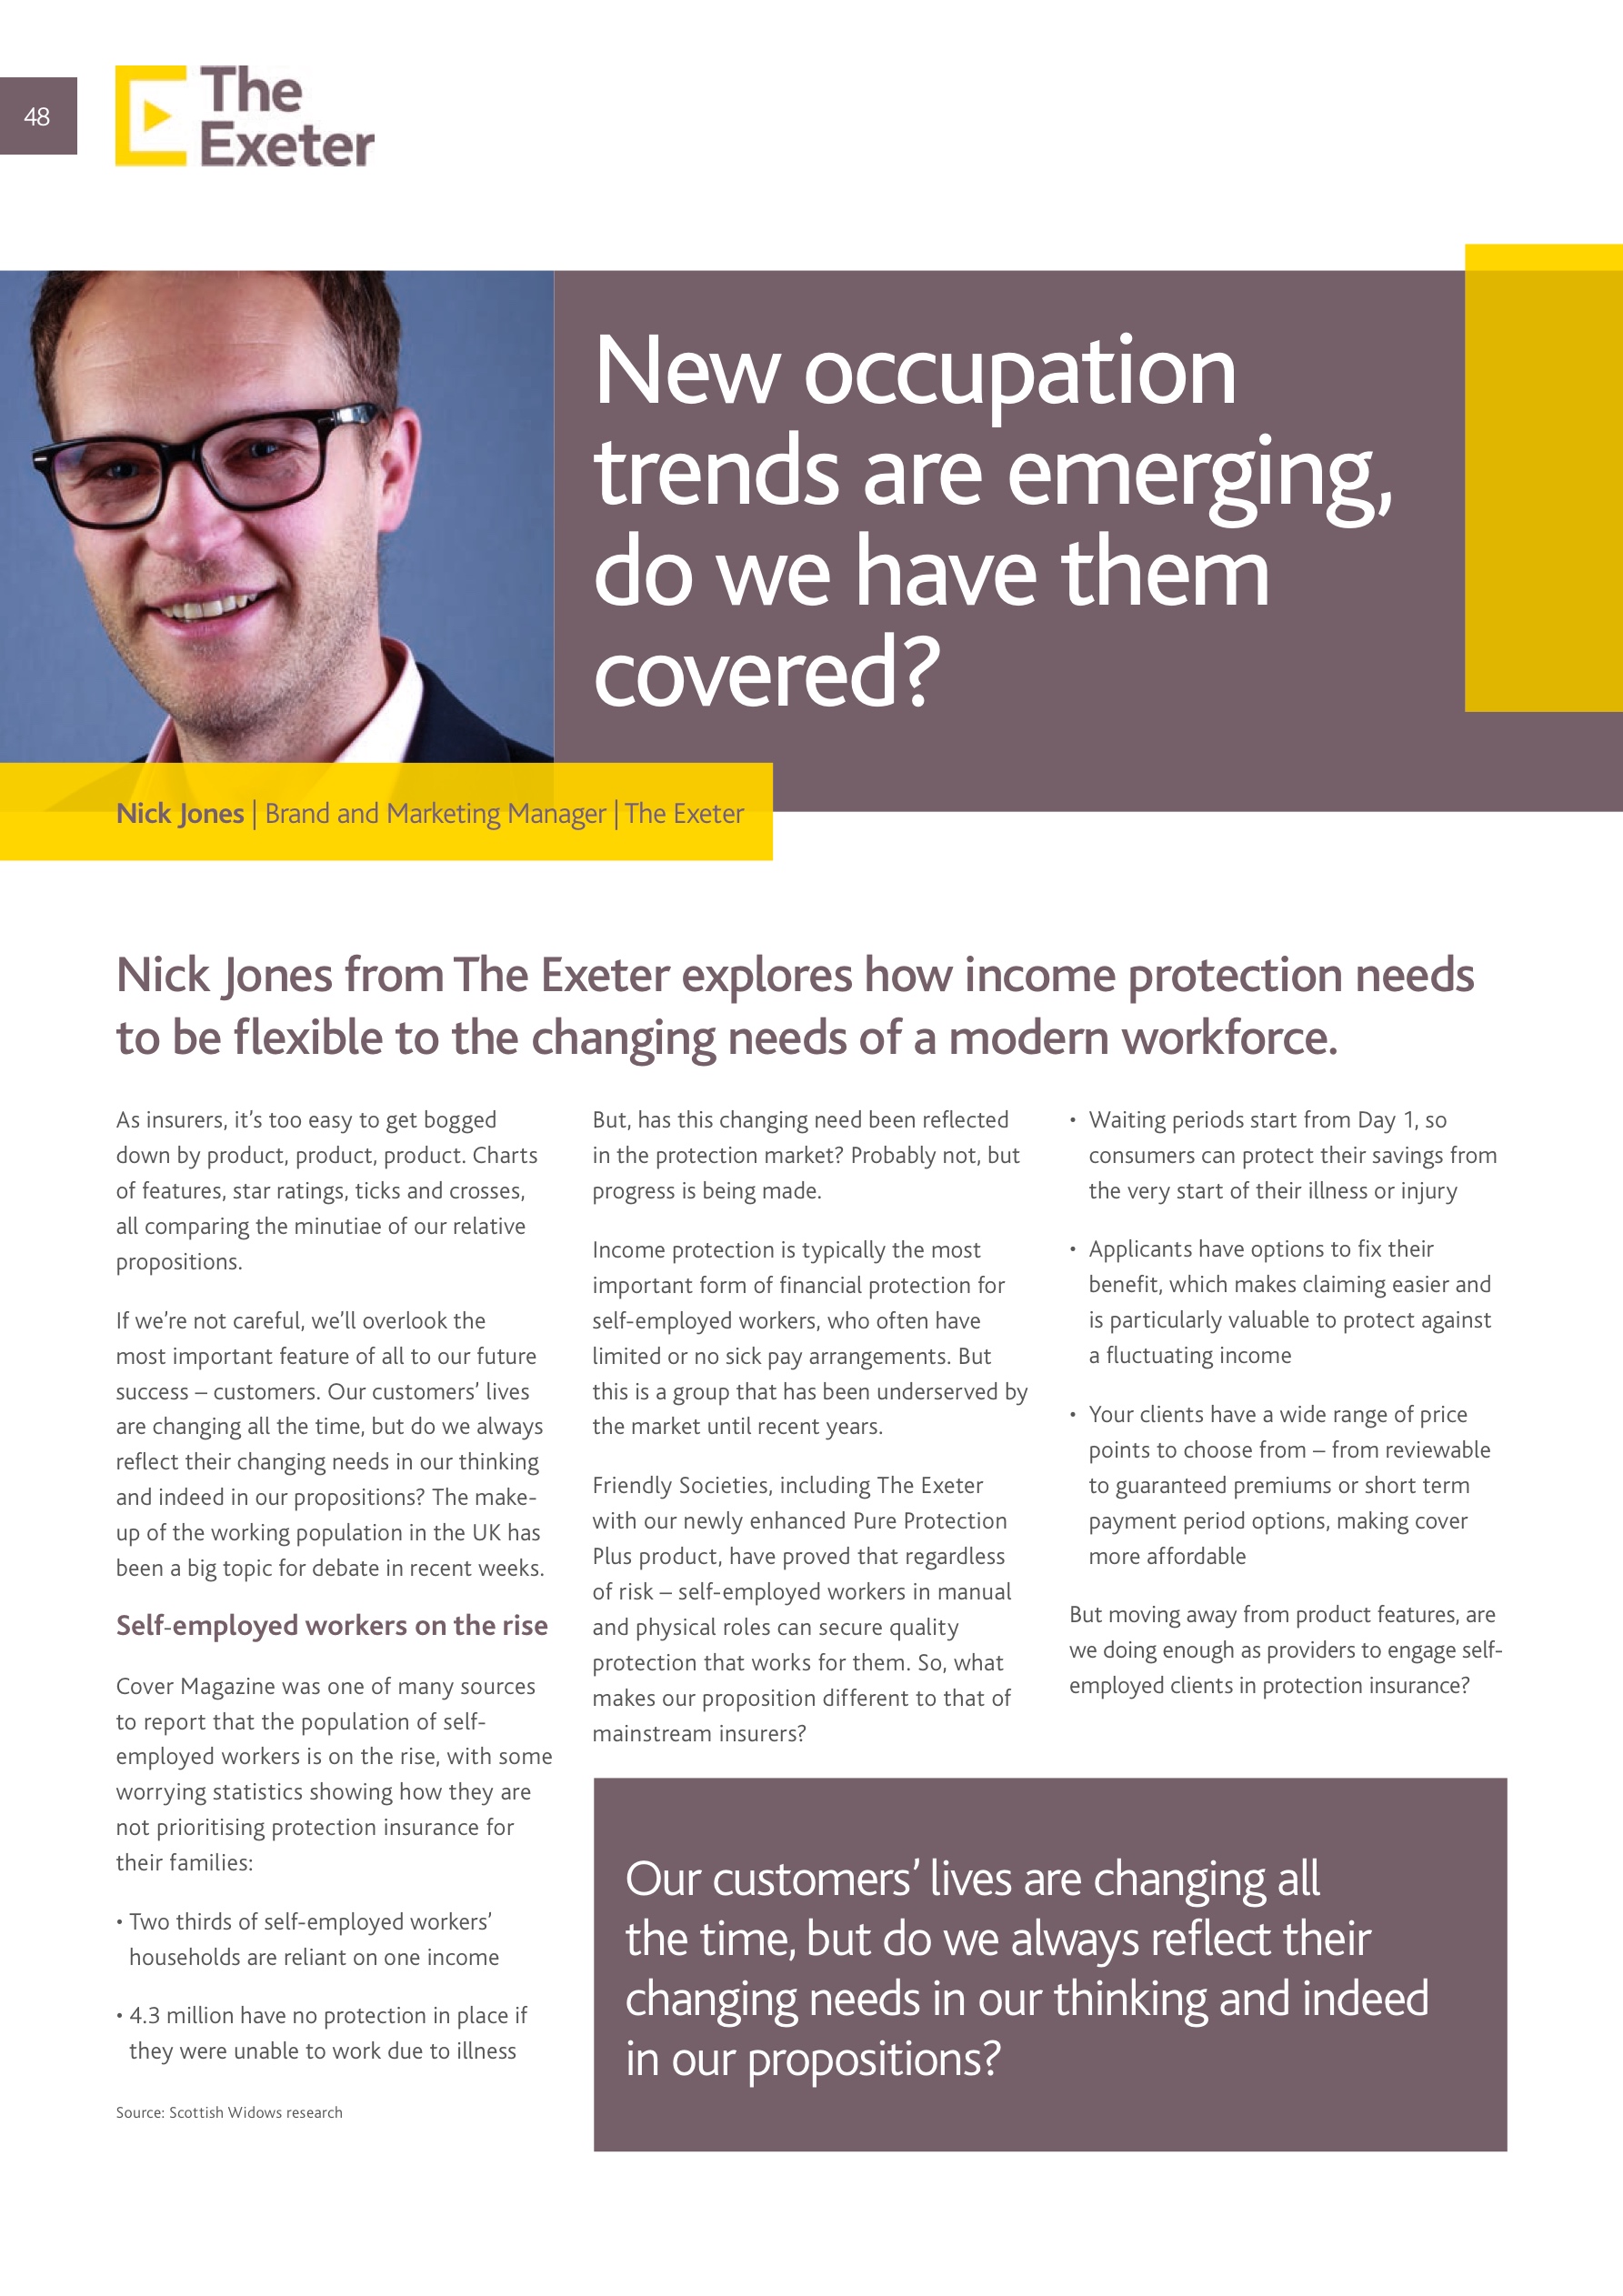 48
The
Exeter
New occupation
trends are emerging,
do we have them
covered?
Nick Jones | Brand and Marketing Manager | The Exeter
Nick Jones from The Exeter explores how income protection needs
to be flexible to the changing needs of a modern workforce.
As insurers, it’s too easy to get bogged
down by product, product, product. Charts
of features, star ratings, ticks and crosses,
all comparing the minutiae of our relative
propositions.
If we’re not careful, we’ll overlook the
most important feature of all to our future
success – customers. Our customers’ lives
are changing all the time, but do we always
reflect their changing needs in our thinking
and indeed in our propositions? The make-
up of the working population in the UK has
been a big topic for debate in recent weeks.
Self-employed workers on the rise
Cover Magazine was one of many sources
to report that the population of self-
employed workers is on the rise, with some
worrying statistics showing how they are
not prioritising protection insurance for
their families:
• Two thirds of self-employed workers’
households are reliant on one income
• 4.3 million have no protection in place if
they were unable to work due to illness
Source: Scottish Widows research
But, has this changing need been reflected
in the protection market? Probably not, but
progress is being made.
Income protection is typically the most
important form of financial protection for
self-employed workers, who often have
limited or no sick pay arrangements. But
this is a group that has been underserved by
the market until recent years.
Friendly Societies, including The Exeter
with our newly enhanced Pure Protection
Plus product, have proved that regardless
of risk – self-employed workers in manual
and physical roles can secure quality
protection that works for them. So, what
makes our proposition different to that of
mainstream insurers?
• Waiting periods start from Day 1, so
consumers can protect their savings from
the very start of their illness or injury
• Applicants have options to fix their
benefit, which makes claiming easier and
is particularly valuable to protect against
a fluctuating income
• Your clients have a wide range of price
points to choose from – from reviewable
to guaranteed premiums or short term
payment period options, making cover
more affordable
But moving away from product features, are
we doing enough as providers to engage self-
employed clients in protection insurance?
Our customers’ lives are changing all
the time, but do we always reflect their
changing needs in our thinking and indeed
in our propositions?